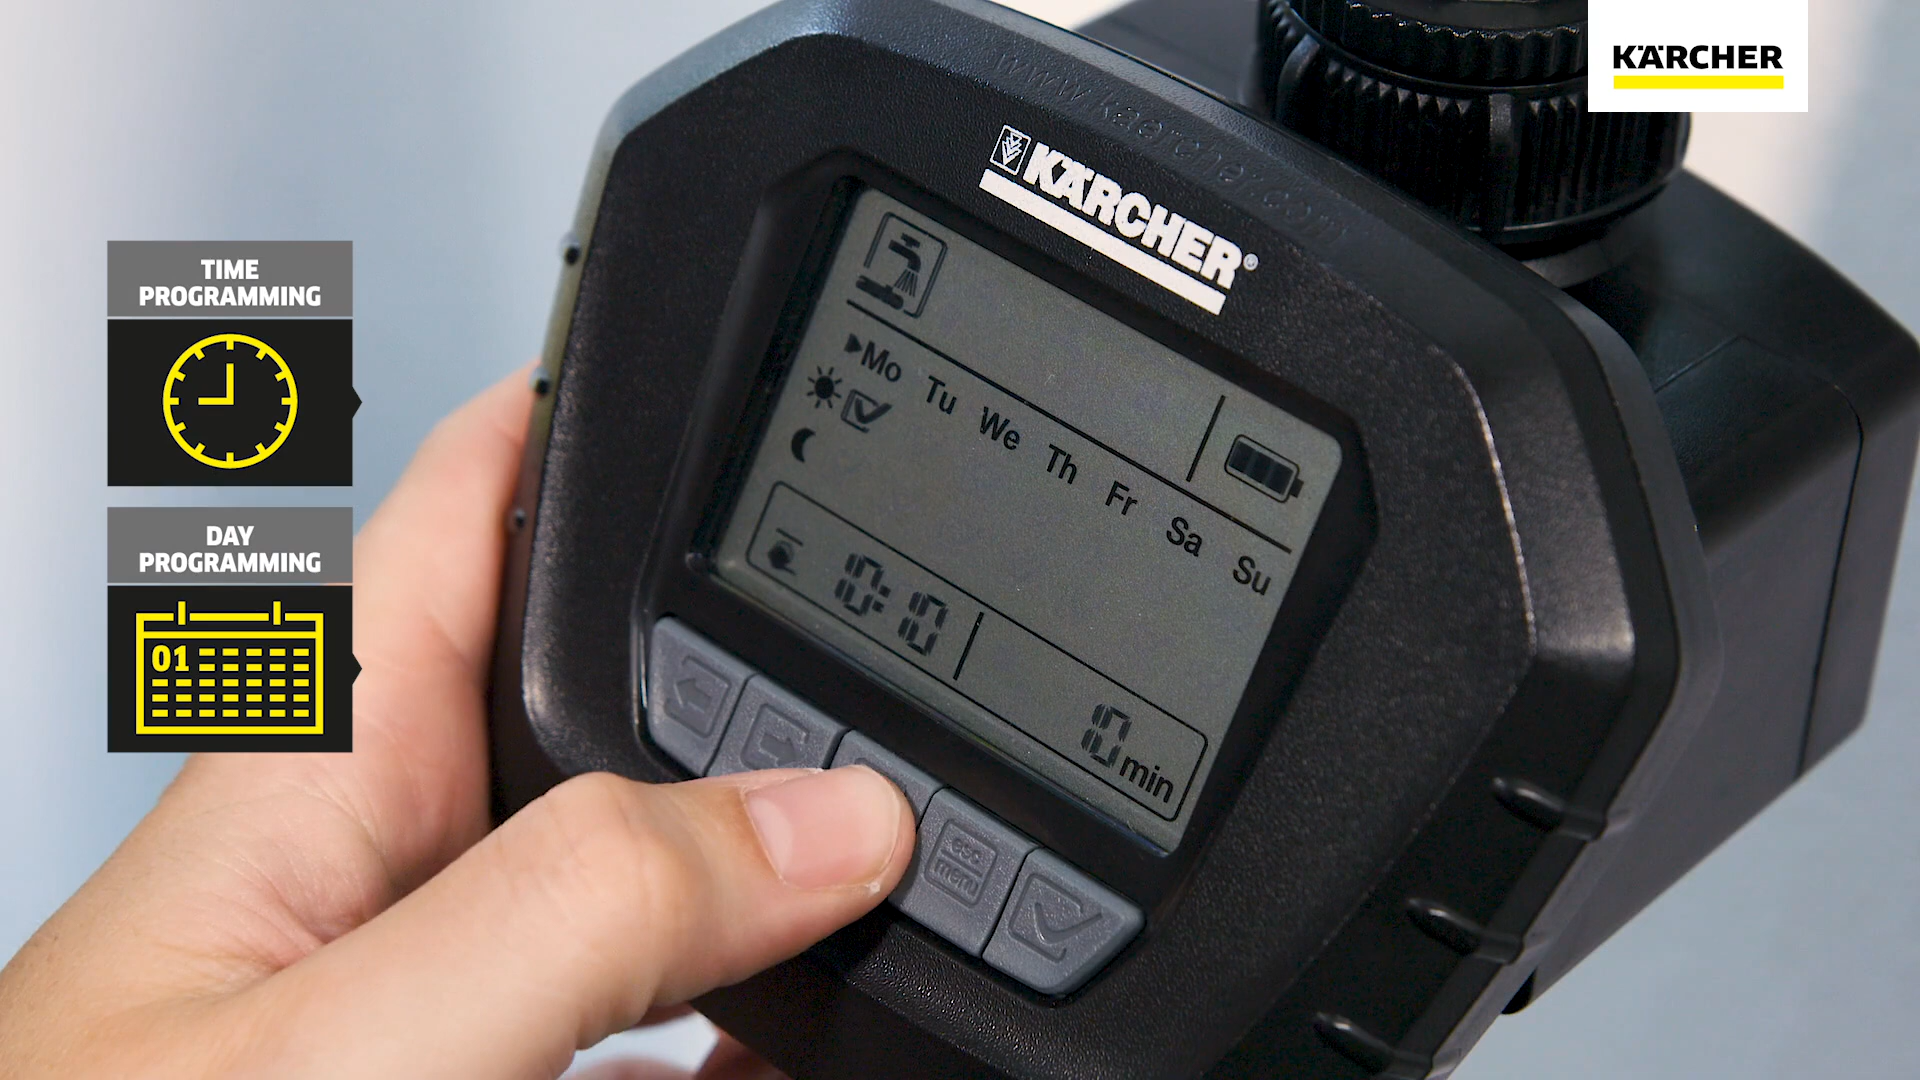 KÄRCHER
www.kaercher.com
KÄRCHER®
TIME
PROGRAMMING
Mo Tu We Th Fr Sa Su
DAY
PROGRAMMING
01
0:0
0 min
esc
menu